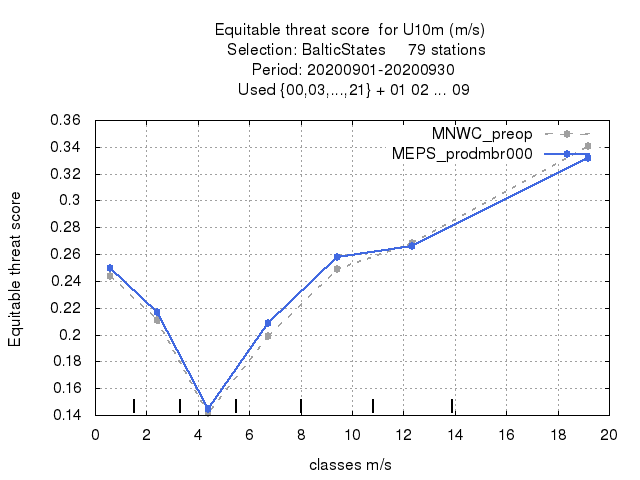 Equitable threat score  for U10m (m/s)
Selection: BalticStates     79 stations
Period: 20200901-20200930
Used {00,03,...,21} + 01 02 ... 09
MNWC_preop
MEPS_prodmbr000
0.36
0.34
0.32
0.3
0.28
0.26
0.24
0.22
0.2
0.18
0.16
0.14
Equitable threat score
0 2 4 6 8 10 12 14 16 18 20
classes m/s